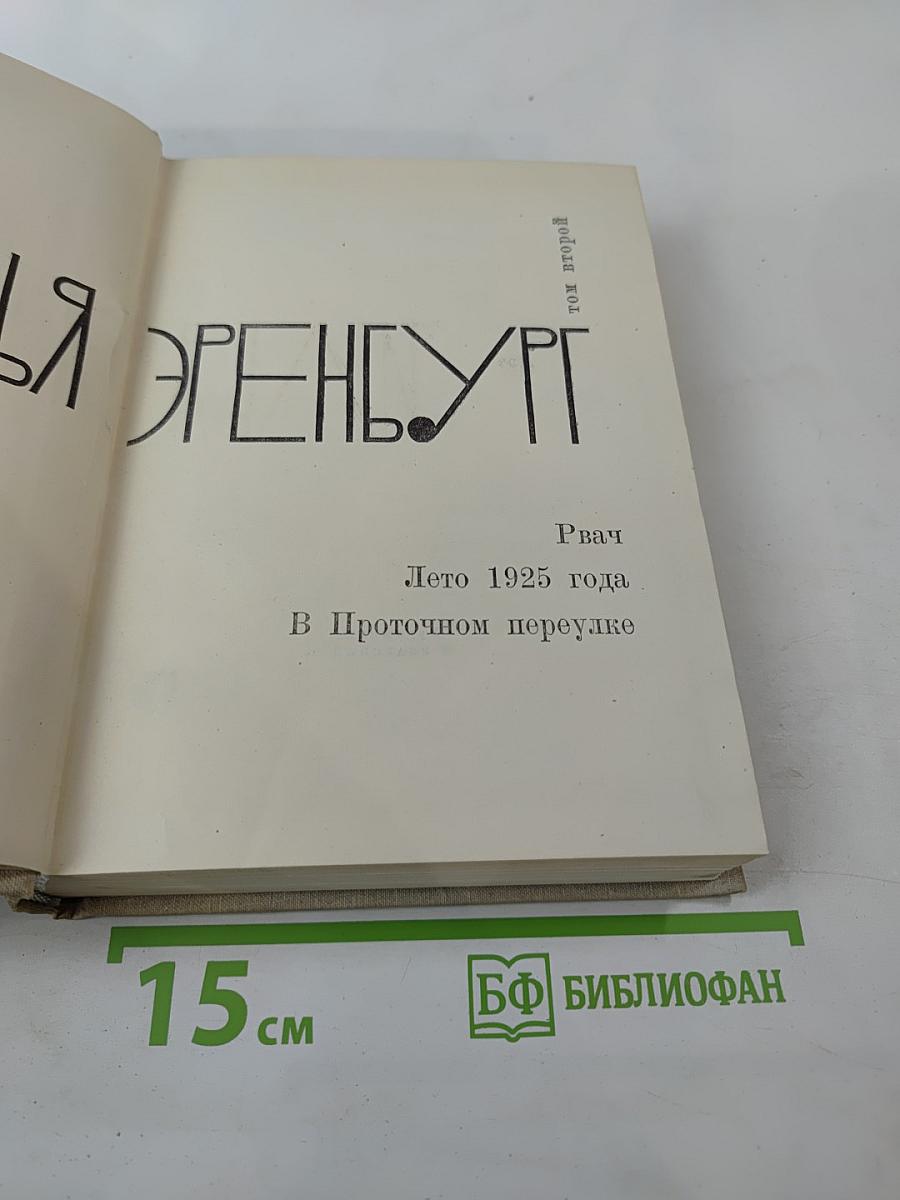 ЬЯ ЭРЕНБУРГ
том второй
Рвач
Лето 1925 года
В Проточном переулке
15 см
БФ БИБЛИОФАН